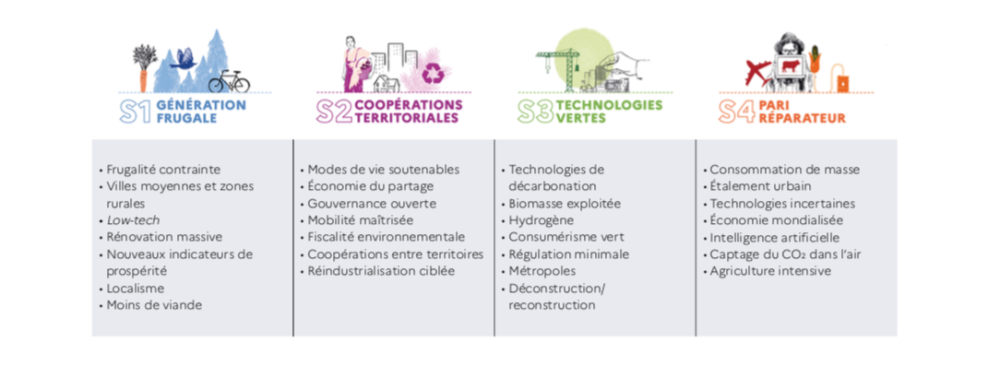 S1 GÉNÉRATION
FRUGALE
S2 COOPÉRATIONS
TERRITORIALES
S3 TECHNOLOGIES
VERTES
S4 PARI
RÉPARATEUR
• Frugalité contrainte
• Villes moyennes et zones
rurales
• Low-tech
• Rénovation massive
• Nouveaux indicateurs de
prospérité
• Localisme
• Moins de viande
• Modes de vie soutenables
• Économie du partage
• Gouvernance ouverte
• Mobilité maîtrisée
• Fiscalité environnementale
• Coopérations entre territoires
• Réindustrialisation ciblée
• Technologies de
décarbonation
• Biomasse exploitée
• Hydrogène
• Consumérisme vert
• Régulation minimale
• Métropoles
• Déconstruction/
reconstruction
• Consommation de masse
• Étalement urbain
• Technologies incertaines
• Économie mondialisée
• Intelligence artificielle
• Captage du CO₂ dans l’air
• Agriculture intensive